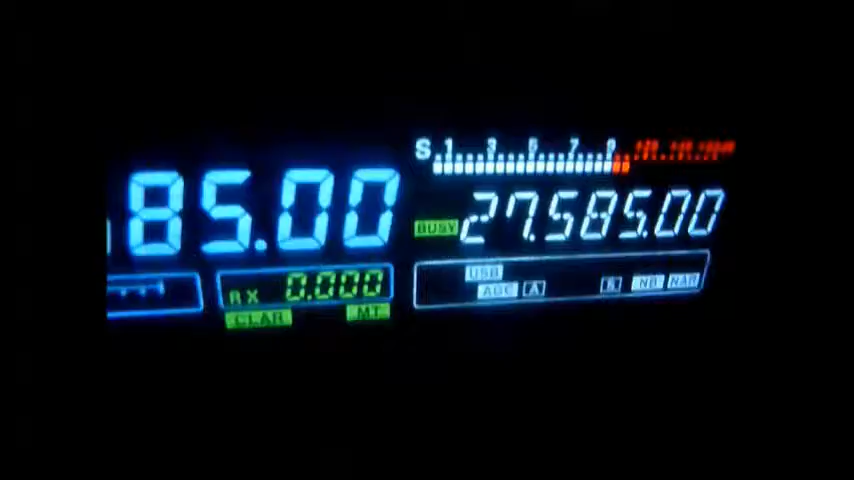 S 1 3 5 7 9
85.00
BUSY 27.585.00
RX 0.000
USB
AGC A NB NAR
CLAR MT